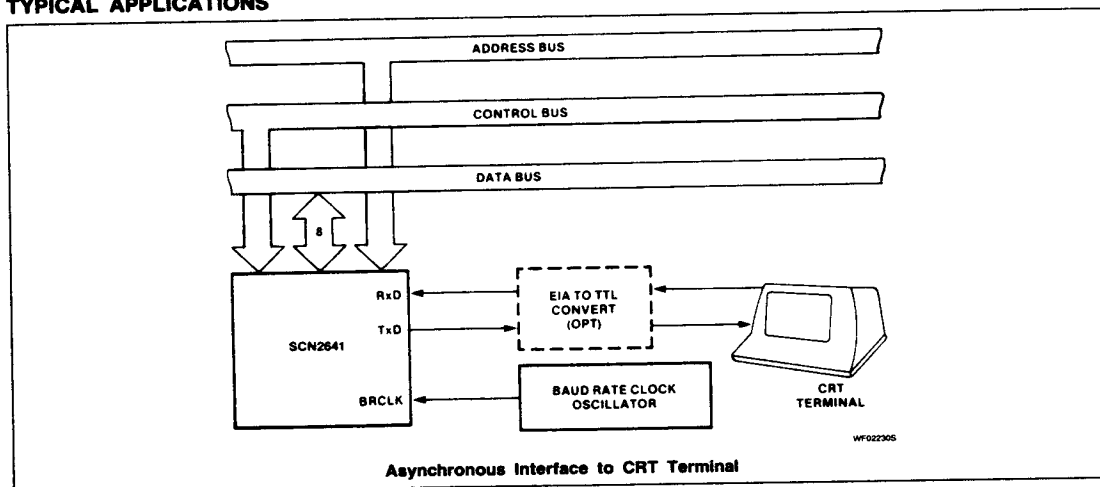 TYPICAL APPLICATIONS
ADDRESS BUS
CONTROL BUS
DATA BUS
8
RxD
TxD
SCN2641
BRCLK
EIA TO TTL
CONVERT
(OPT)
BAUD RATE CLOCK
OSCILLATOR
CRT
TERMINAL
WF02230S
Asynchronous Interface to CRT Terminal